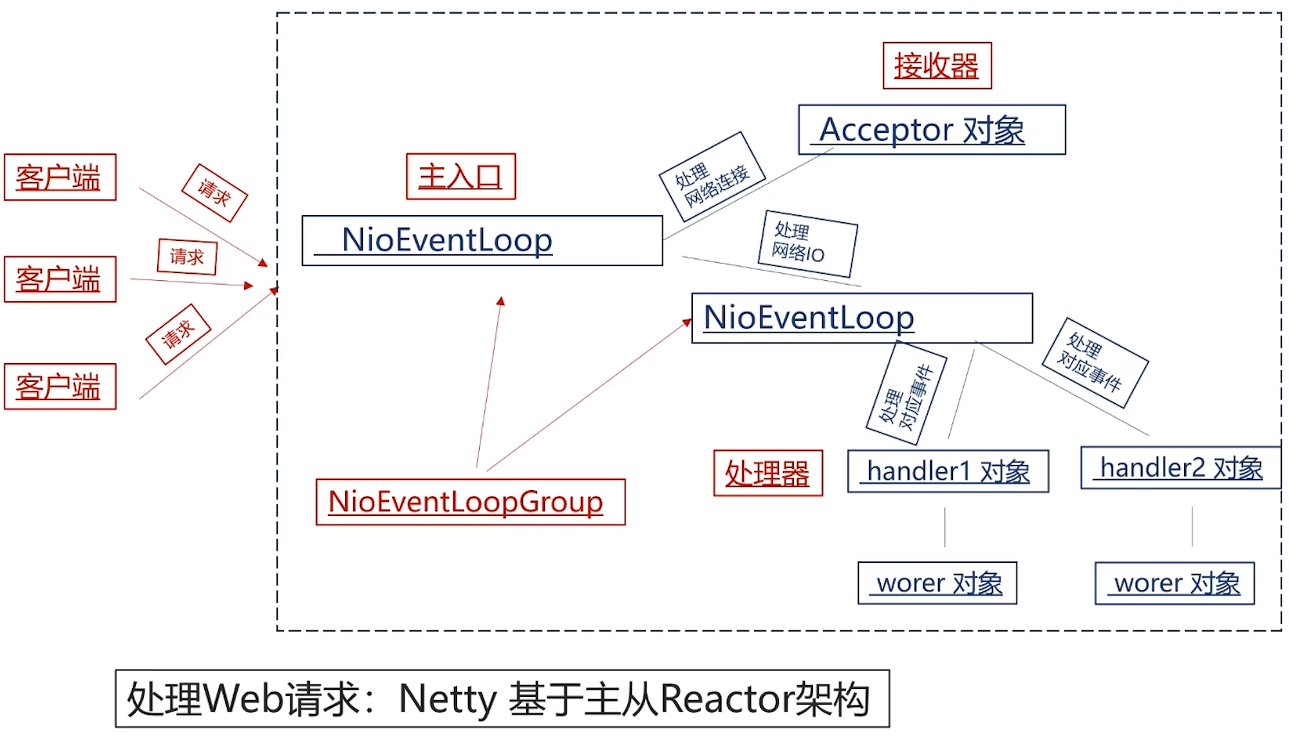 接收器
Acceptor 对象
客户端
请求
主入口
处理
网络连接
NioEventLoop
处理
网络IO
客户端
请求
NioEventLoop
客户端
请求
处理
对应事件
处理
对应事件
NioEventLoopGroup
处理器
handler1 对象
handler2 对象
worer 对象
worer 对象
处理Web请求：Netty 基于主从Reactor架构